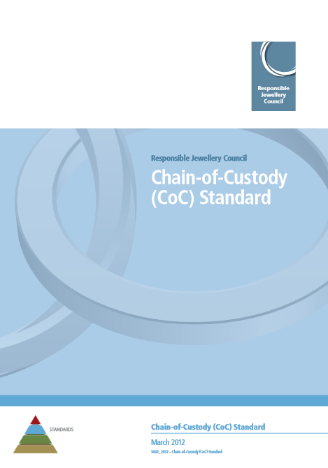 Responsible
Jewellery
Council
Responsible Jewellery Council
Chain-of-Custody
(CoC) Standard
STANDARDS
Chain-of-Custody (CoC) Standard
March 2012